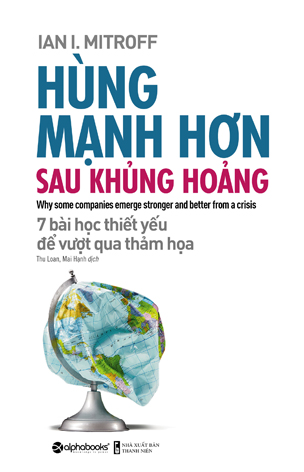 IAN I. MITROFF
HÙNG
MẠNH HƠN
SAU KHỦNG HOẢNG
Why some companies emerge stronger and better from a crisis
7 bài học thiết yếu
để vượt qua thảm họa
Thu Loan, Mai Hạnh dịch
alphabooks
NHÀ XUẤT BẢN
THANH NIÊN